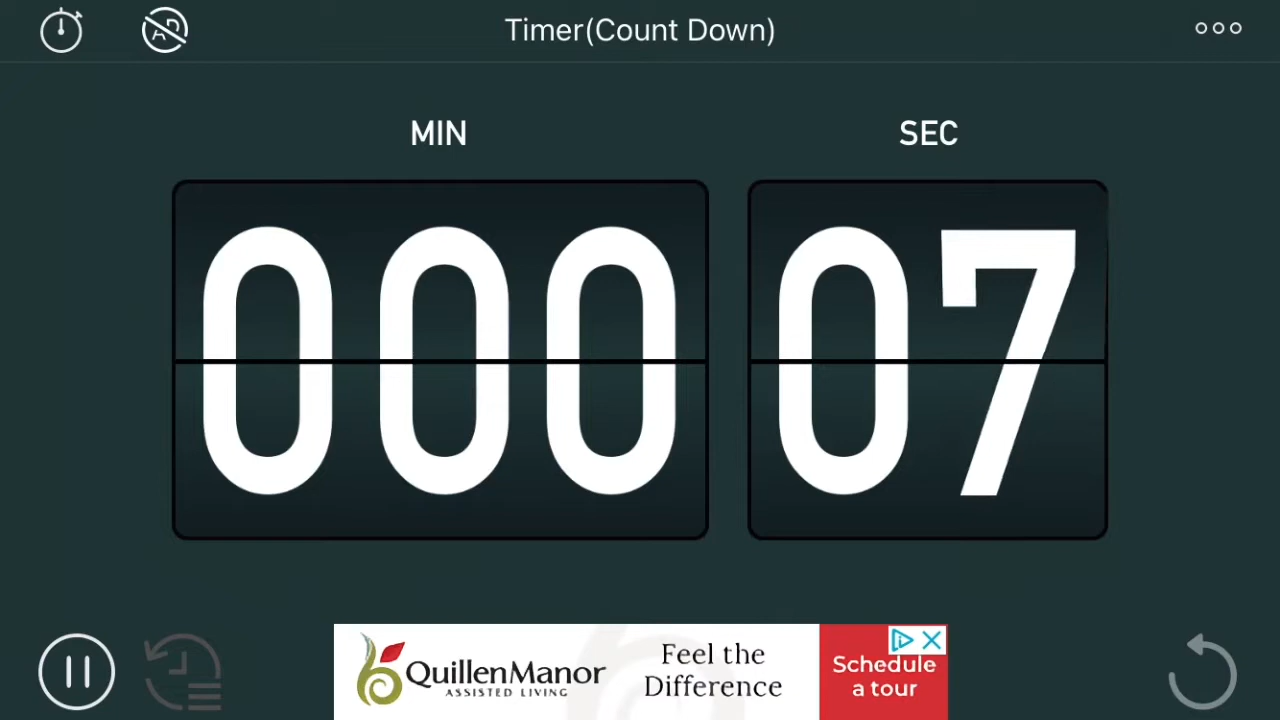 Timer(Count Down)
MIN
SEC
000
07
QuillenManor
ASSISTED LIVING
Feel the
Difference
Schedule
a tour